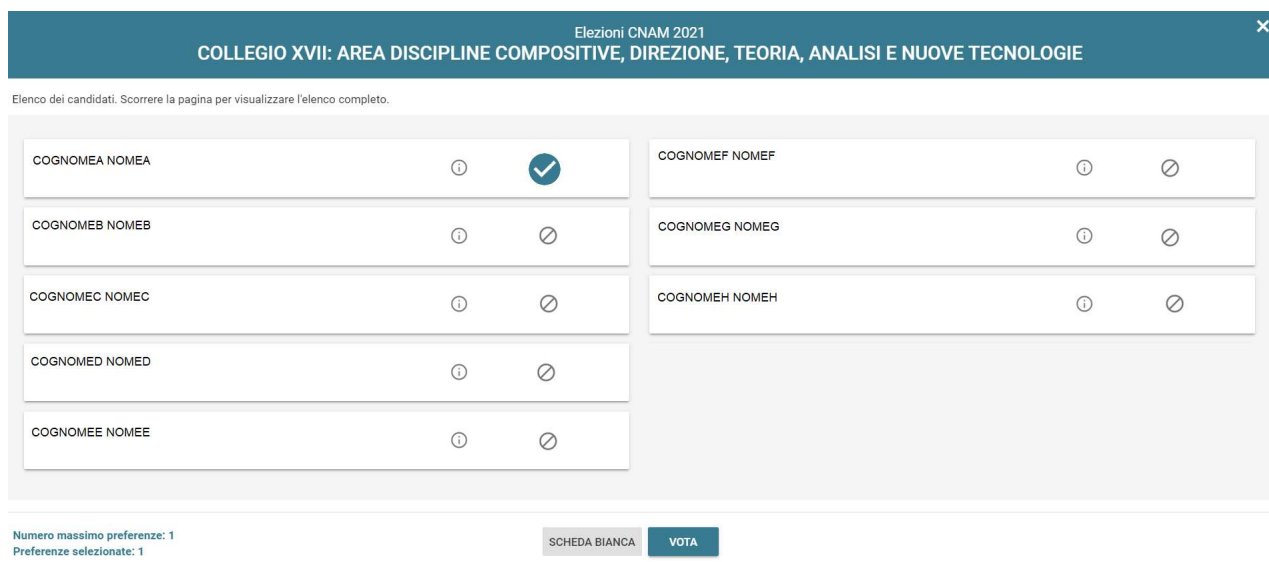 Elezioni CNAM 2021
COLLEGIO XVII: AREA DISCIPLINE COMPOSITIVE, DIREZIONE, TEORIA, ANALISI E NUOVE TECNOLOGIE
Elenco dei candidati. Scorrere la pagina per visualizzare l'elenco completo.
COGNOMEA NOMEA
COGNOMEB NOMEB
COGNOMEC NOMEC
COGNOMED NOMED
COGNOMEE NOMEE
COGNOMEF NOMEF
COGNOMEG NOMEG
COGNOMEH NOMEH
Numero massimo preferenze: 1
Preferenze selezionate: 1
SCHEDA BIANCA
VOTA